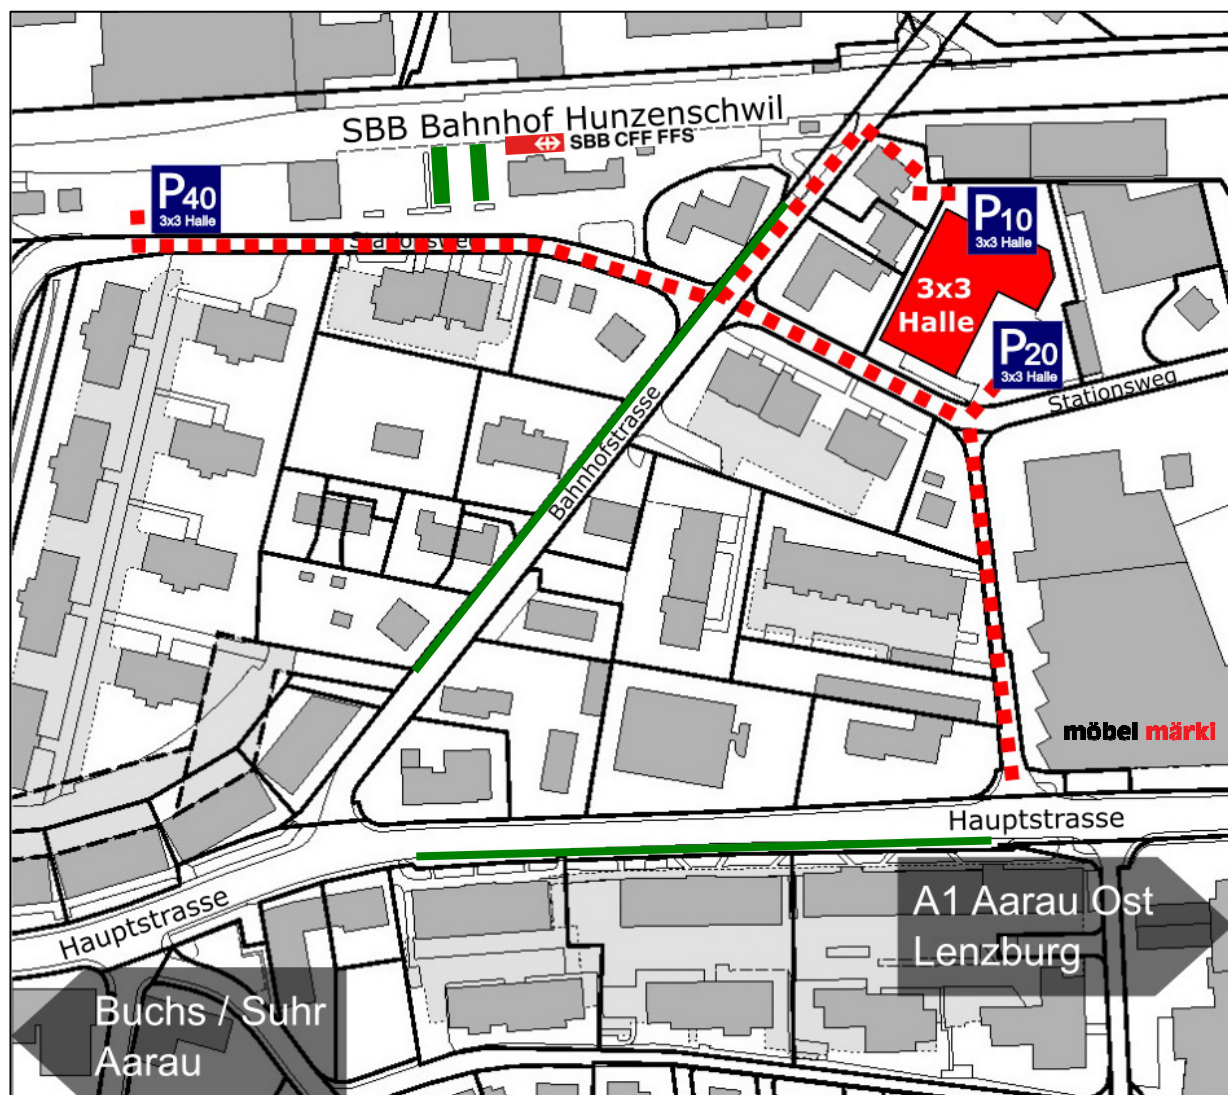 SBB Bahnhof Hunzenschwil
SBB CFF FFS
P40
3x3 Halle
P10
3x3 Halle
Stationsweg
3x3
Halle
P20
3x3 Halle
Stationsweg
Bahnhofstrasse
möbel märki
Hauptstrasse
A1 Aarau Ost
Lenzburg
Hauptstrasse
Buchs / Suhr
Aarau